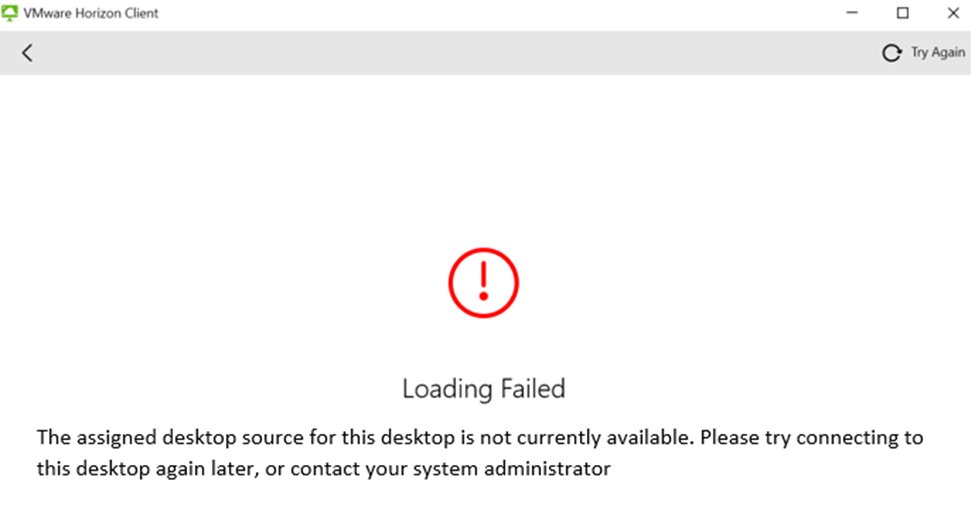 VMware Horizon Client
Try Again
Loading Failed
The assigned desktop source for this desktop is not currently available. Please try connecting to
this desktop again later, or contact your system administrator